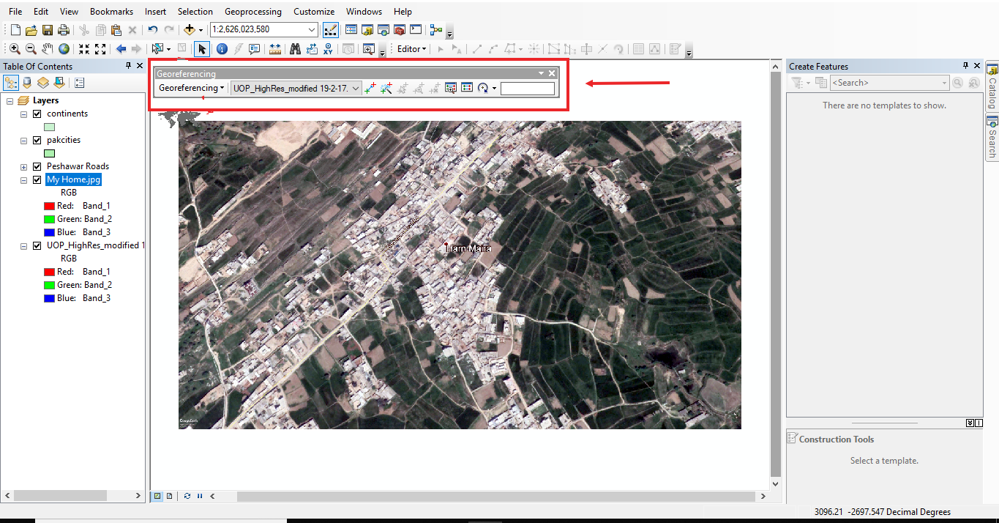 File Edit View Bookmarks Insert Selection Geoprocessing Customize Windows Help
1:2,626,023,580
Editor
Table Of Contents
Layers
continents
pakcities
Peshawar Roads
My Home.jpg
RGB
Red: Band_1
Green: Band_2
Blue: Band_3
UOP_HighRes_modified 1
RGB
Red: Band_1
Green: Band_2
Blue: Band_3
Georeferencing
Georeferencing UOP_HighRes_modified 19-2-17.
Harn Maira
Create Features
<Search>
There are no templates to show.
Construction Tools
Select a template.
Catalog
Search
3096.21 -2697.547 Decimal Degrees